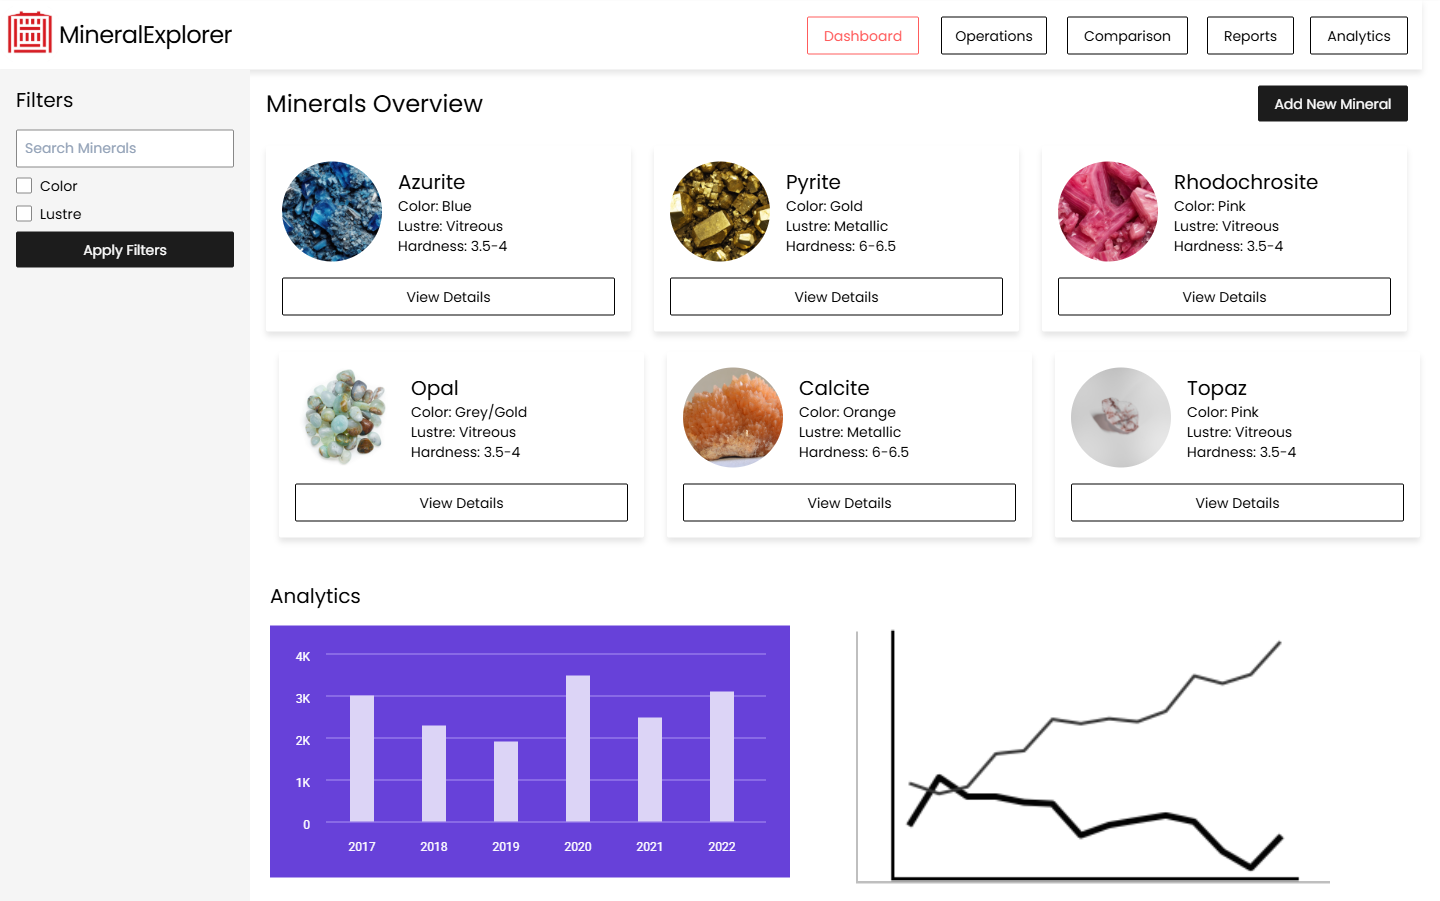 MineralExplorer
Dashboard
Operations
Comparison
Reports
Analytics
Filters
Search Minerals
Color
Lustre
Apply Filters
Minerals Overview
Add New Mineral
Azurite
Color: Blue
Lustre: Vitreous
Hardness: 3.5-4
View Details
Pyrite
Color: Gold
Lustre: Metallic
Hardness: 6-6.5
View Details
Rhodochrosite
Color: Pink
Lustre: Vitreous
Hardness: 3.5-4
View Details
Opal
Color: Grey/Gold
Lustre: Vitreous
Hardness: 3.5-4
View Details
Calcite
Color: Orange
Lustre: Metallic
Hardness: 6-6.5
View Details
Topaz
Color: Pink
Lustre: Vitreous
Hardness: 3.5-4
View Details
Analytics
4K
3K
2K
1K
0
2017 2018 2019 2020 2021 2022